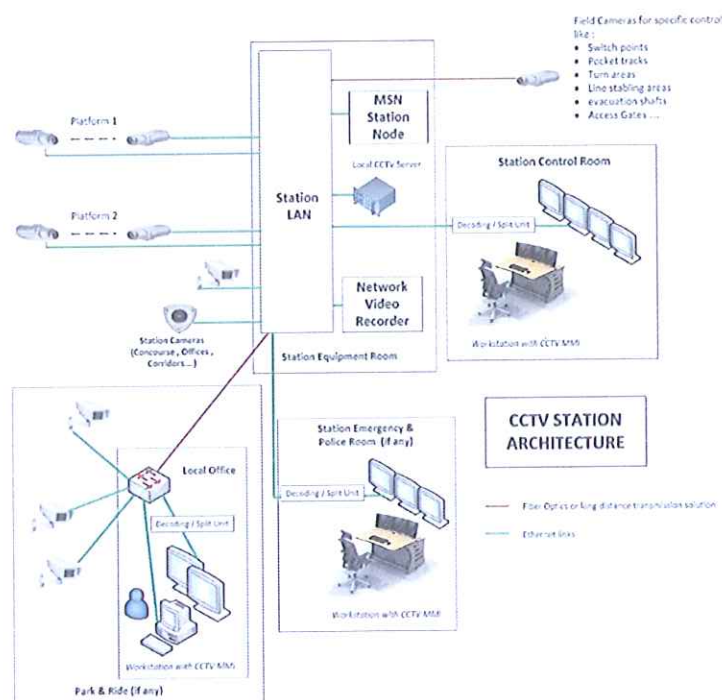 Field Cameras for specific control
like :
• Switch points
• Pocket tracks
• Turn areas
• Line stabling areas
• evacuation shafts
• Access Gates ...
Platform 1
MSN
Station
Node
Local CCTV Server
Station Control Room
Station
LAN
Platform 2
Decoding / Split Unit
Network
Video
Recorder
Station Cameras
(Concourse , Offices ,
Corridors ...)
Workstation with CCTV MMI
Station Equipment Room
Station Emergency &
Police Room (if any)
CCTV STATION
ARCHITECTURE
Local Office
Decoding / Split Unit
Fiber Optics or long distance transmission solution
Decoding / Split Unit
Ethernet links
Workstation with CCTV MMI
Workstation with CCTV MMI
Park & Ride (if any)